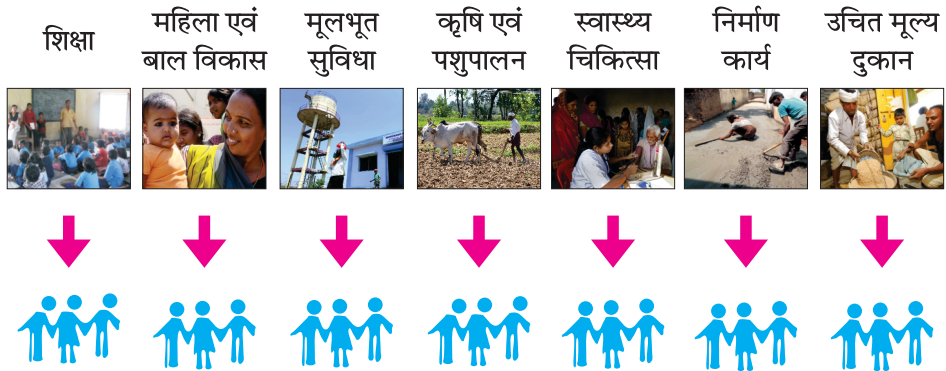 शिक्षा
महिला एवं
बाल विकास
मूलभूत
सुविधा
कृषि एवं
पशुपालन
स्वास्थ्य
चिकित्सा
निर्माण
कार्य
उचित मूल्य
दुकान